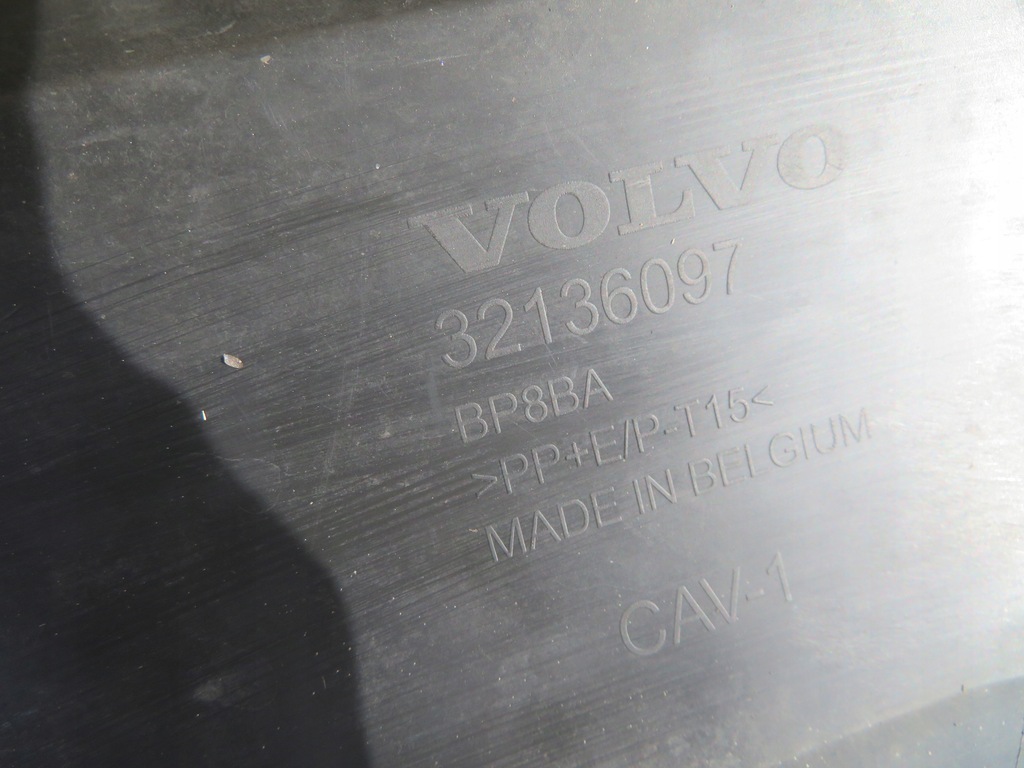 VOLVO
32136097
BP8BA
>PP+E/P-T15<
MADE IN BELGIUM
CAV-1